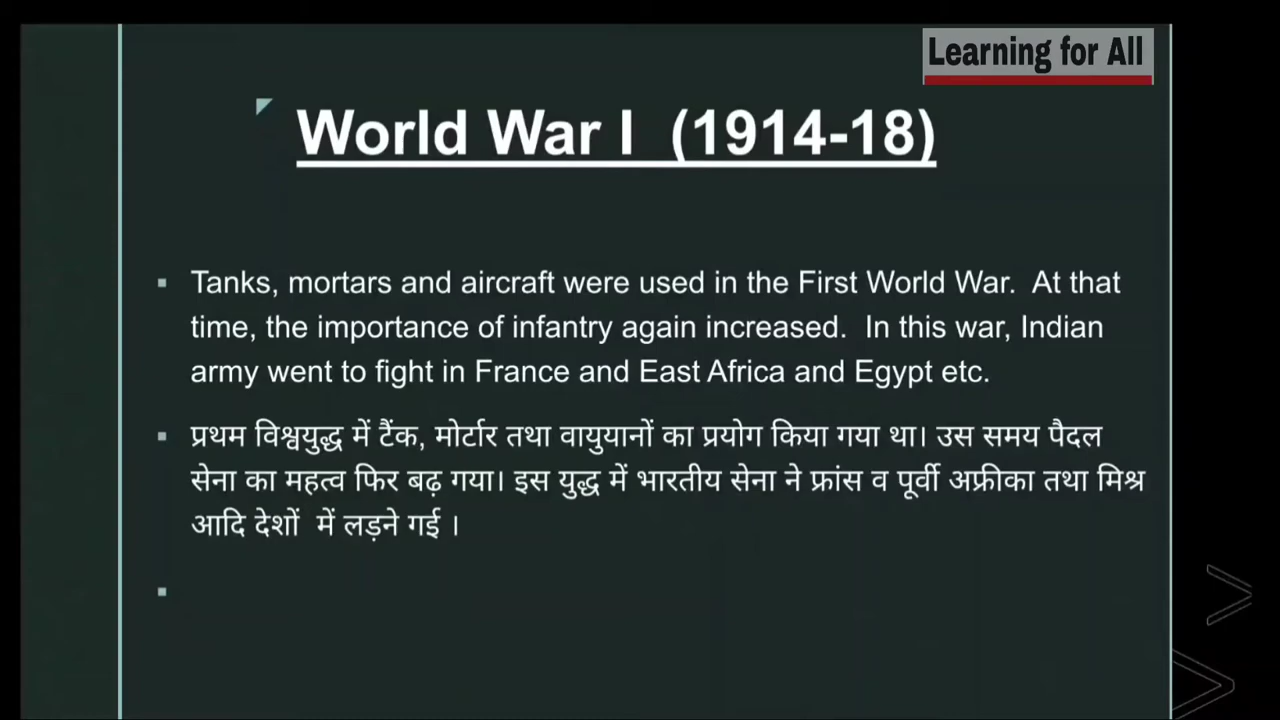 Learning for All
World War I (1914-18)
Tanks, mortars and aircraft were used in the First World War. At that
time, the importance of infantry again increased. In this war, Indian
army went to fight in France and East Africa and Egypt etc.
प्रथम विश्वयुद्ध में टैंक, मोर्टार तथा वायुयानों का प्रयोग किया गया था। उस समय पैदल
सेना का महत्व फिर बढ़ गया। इस युद्ध में भारतीय सेना ने फ्रांस व पूर्वी अफ्रीका तथा मिश्र
आदि देशों में लड़ने गई ।